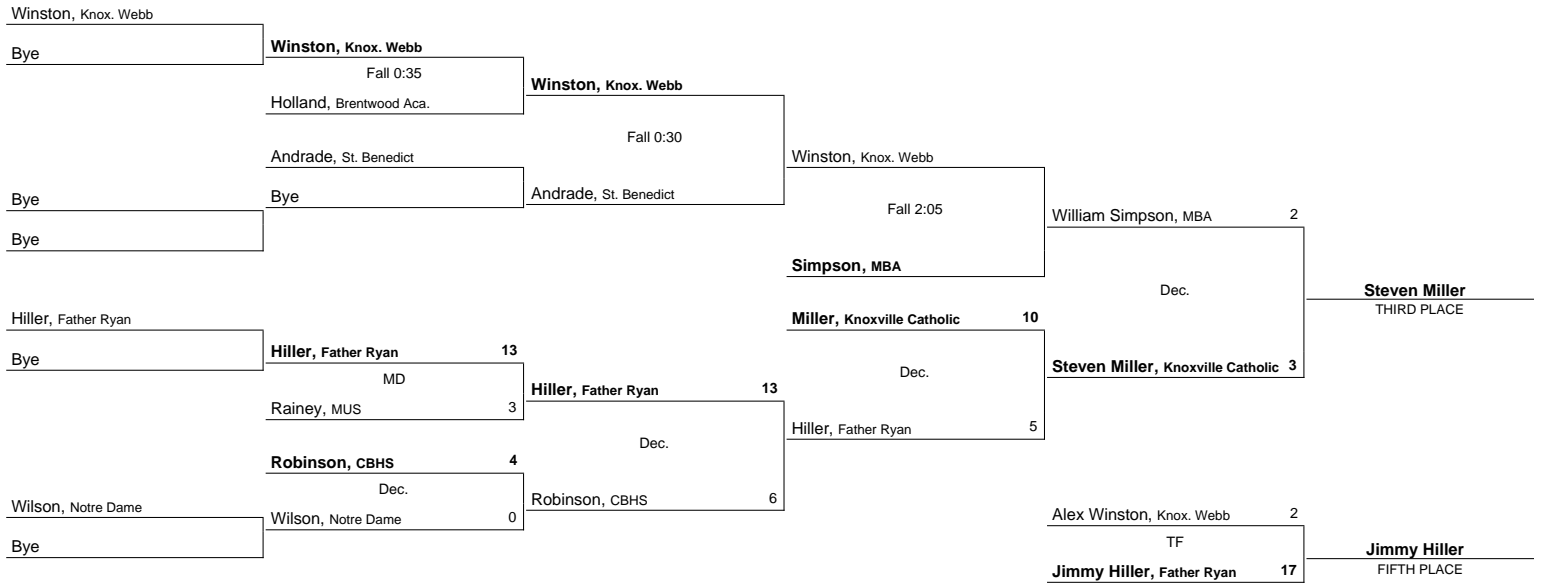 Winston, Knox. Webb
Bye
Bye
Bye
Hiller, Father Ryan
Bye
Wilson, Notre Dame
Bye
Winston, Knox. Webb
Fall 0:35
Holland, Brentwood Aca.
Andrade, St. Benedict
Bye
Hiller, Father Ryan 13
MD
Rainey, MUS 3
Robinson, CBHS 4
Dec.
Wilson, Notre Dame 0
Winston, Knox. Webb
Fall 0:30
Andrade, St. Benedict
Hiller, Father Ryan 13
Dec.
Robinson, CBHS 6
Winston, Knox. Webb
Fall 2:05
Simpson, MBA
Miller, Knoxville Catholic 10
Dec.
Hiller, Father Ryan 5
William Simpson, MBA 2
Dec.
Steven Miller, Knoxville Catholic 3
Steven Miller
THIRD PLACE
Alex Winston, Knox. Webb 2
TF
Jimmy Hiller, Father Ryan 17
Jimmy Hiller
FIFTH PLACE